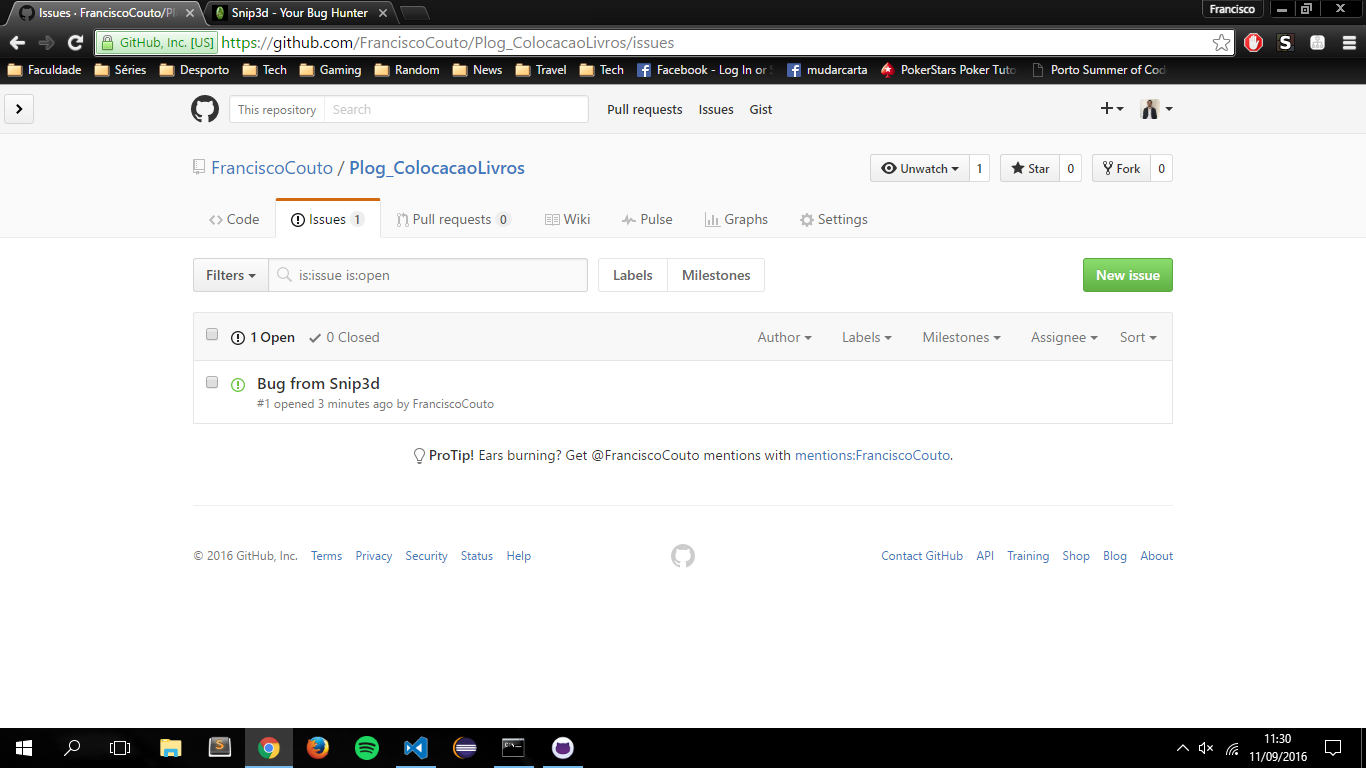 Issues · FranciscoCouto/Pl
Snip3d - Your Bug Hunter
Francisco
GitHub, Inc. [US]
https://github.com/FranciscoCouto/Plog_ColocacaoLivros/issues
Faculdade
Séries
Desporto
Tech
Gaming
Random
News
Travel
Tech
Facebook - Log In or
mudarcarta
PokerStars Poker Tuto
Porto Summer of Cod
This repository
Search
Pull requests
Issues
Gist
FranciscoCouto / Plog_ColocacaoLivros
Unwatch
1
Star
0
Fork
0
Code
Issues 1
Pull requests 0
Wiki
Pulse
Graphs
Settings
Filters
is:issue is:open
Labels
Milestones
New issue
1 Open
0 Closed
Author
Labels
Milestones
Assignee
Sort
Bug from Snip3d
#1 opened 3 minutes ago by FranciscoCouto
ProTip! Ears burning? Get @FranciscoCouto mentions with mentions:FranciscoCouto.
© 2016 GitHub, Inc.
Terms
Privacy
Security
Status
Help
Contact GitHub
API
Training
Shop
Blog
About
11:30
11/09/2016